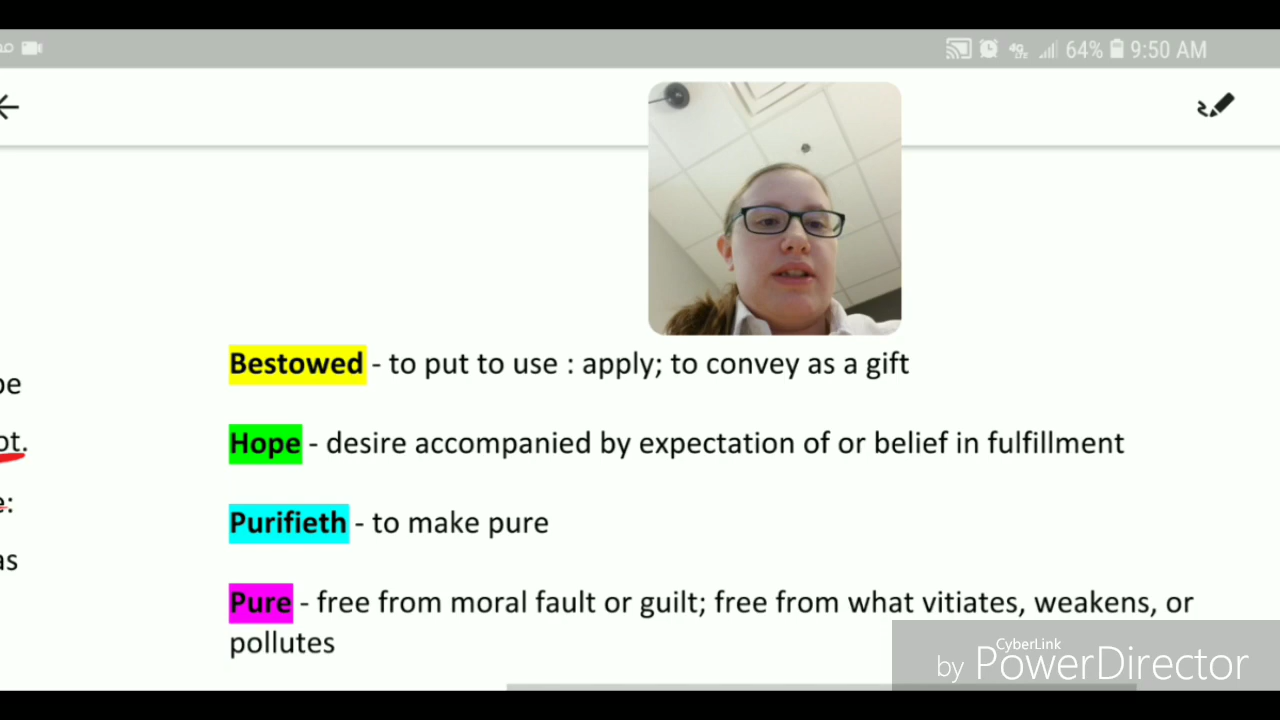 4G LTE 64% 9:50 AM
Bestowed - to put to use : apply; to convey as a gift
Hope - desire accompanied by expectation of or belief in fulfillment
Purifieth - to make pure
Pure - free from moral fault or guilt; free from what vitiates, weakens, or
pollutes
CyberLink
by PowerDirector